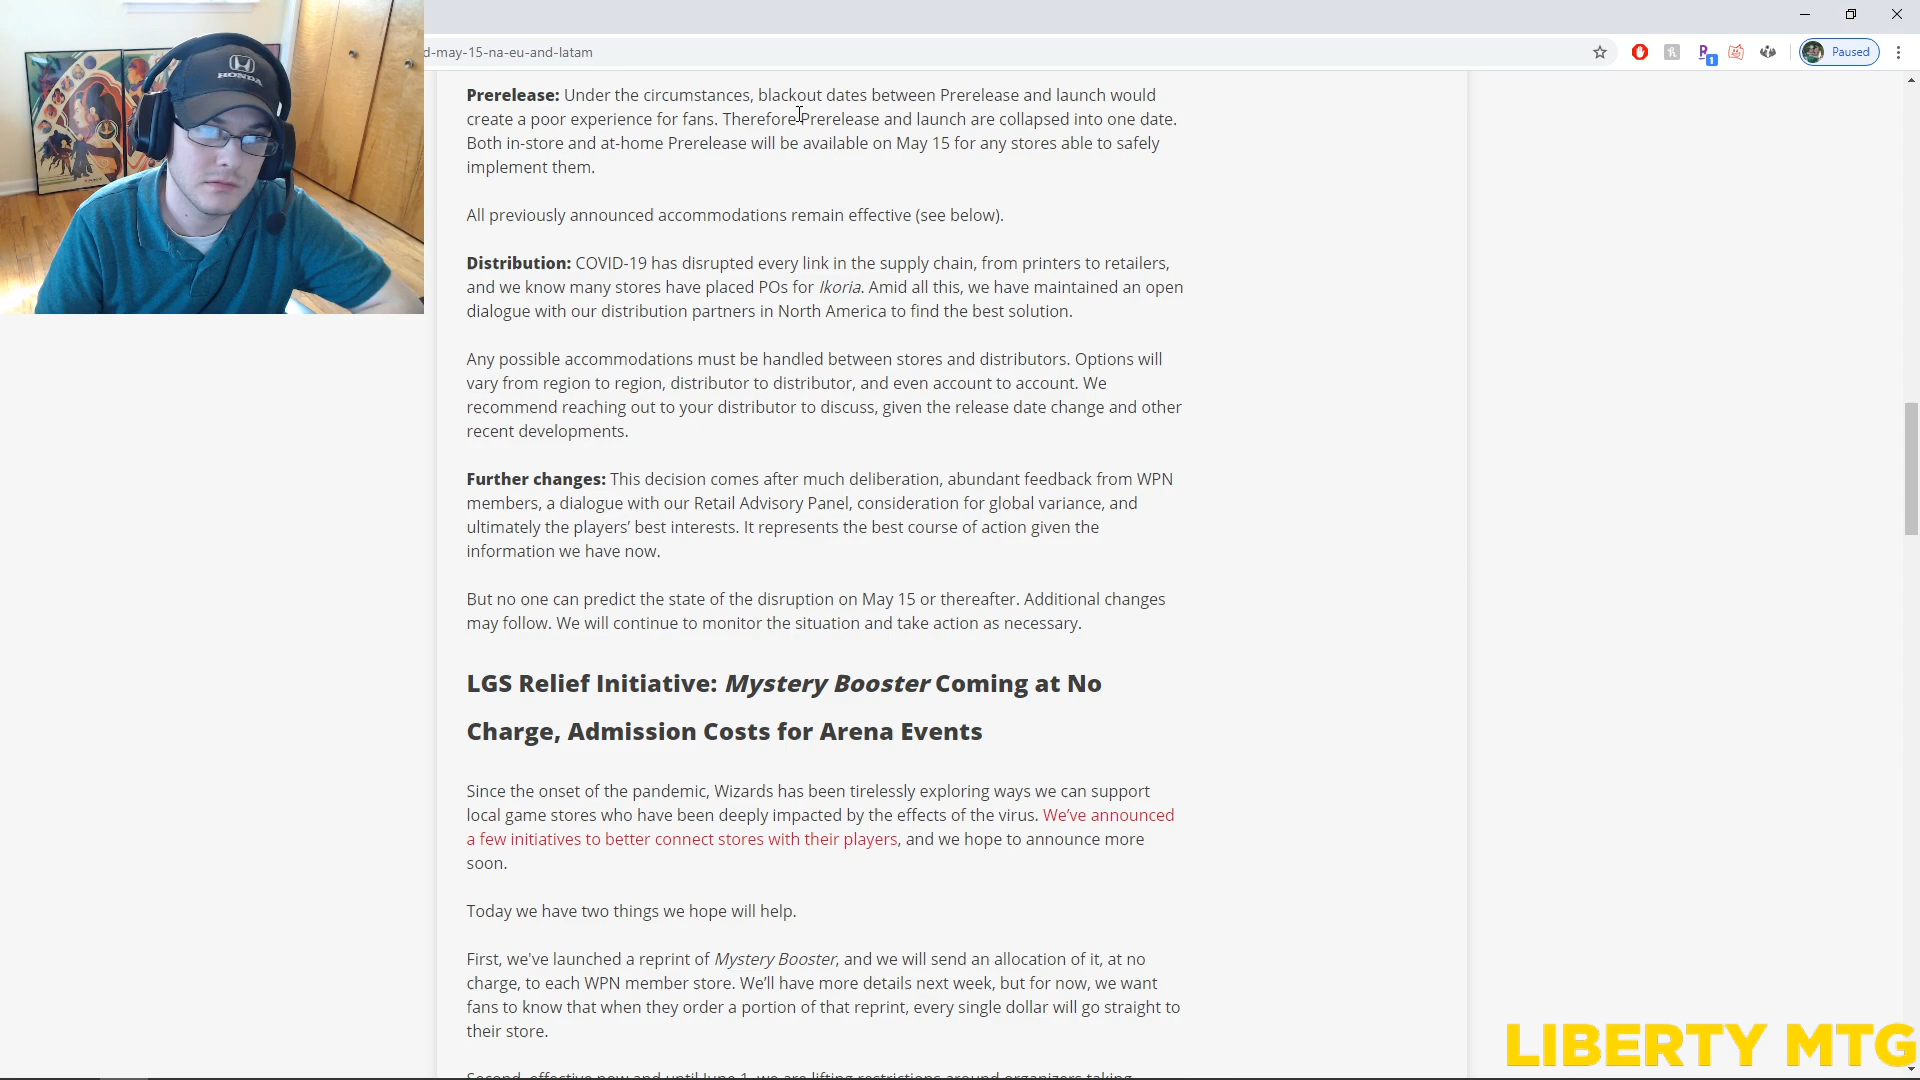 HONDA
d-may-15-na-eu-and-latam
1
Paused
Prerelease: Under the circumstances, blackout dates between Prerelease and launch would
create a poor experience for fans. Therefore Prerelease and launch are collapsed into one date.
Both in-store and at-home Prerelease will be available on May 15 for any stores able to safely
implement them.
All previously announced accommodations remain effective (see below).
Distribution: COVID-19 has disrupted every link in the supply chain, from printers to retailers,
and we know many stores have placed POs for Ikoria. Amid all this, we have maintained an open
dialogue with our distribution partners in North America to find the best solution.
Any possible accommodations must be handled between stores and distributors. Options will
vary from region to region, distributor to distributor, and even account to account. We
recommend reaching out to your distributor to discuss, given the release date change and other
recent developments.
Further changes: This decision comes after much deliberation, abundant feedback from WPN
members, a dialogue with our Retail Advisory Panel, consideration for global variance, and
ultimately the players’ best interests. It represents the best course of action given the
information we have now.
But no one can predict the state of the disruption on May 15 or thereafter. Additional changes
may follow. We will continue to monitor the situation and take action as necessary.
LGS Relief Initiative: Mystery Booster Coming at No
Charge, Admission Costs for Arena Events
Since the onset of the pandemic, Wizards has been tirelessly exploring ways we can support
local game stores who have been deeply impacted by the effects of the virus. We’ve announced
a few initiatives to better connect stores with their players, and we hope to announce more
soon.
Today we have two things we hope will help.
First, we've launched a reprint of Mystery Booster, and we will send an allocation of it, at no
charge, to each WPN member store. We’ll have more details next week, but for now, we want
fans to know that when they order a portion of that reprint, every single dollar will go straight to
their store.
Second, effective now and until June 1, we are lifting restrictions around organizers taking
LIBERTY MTG